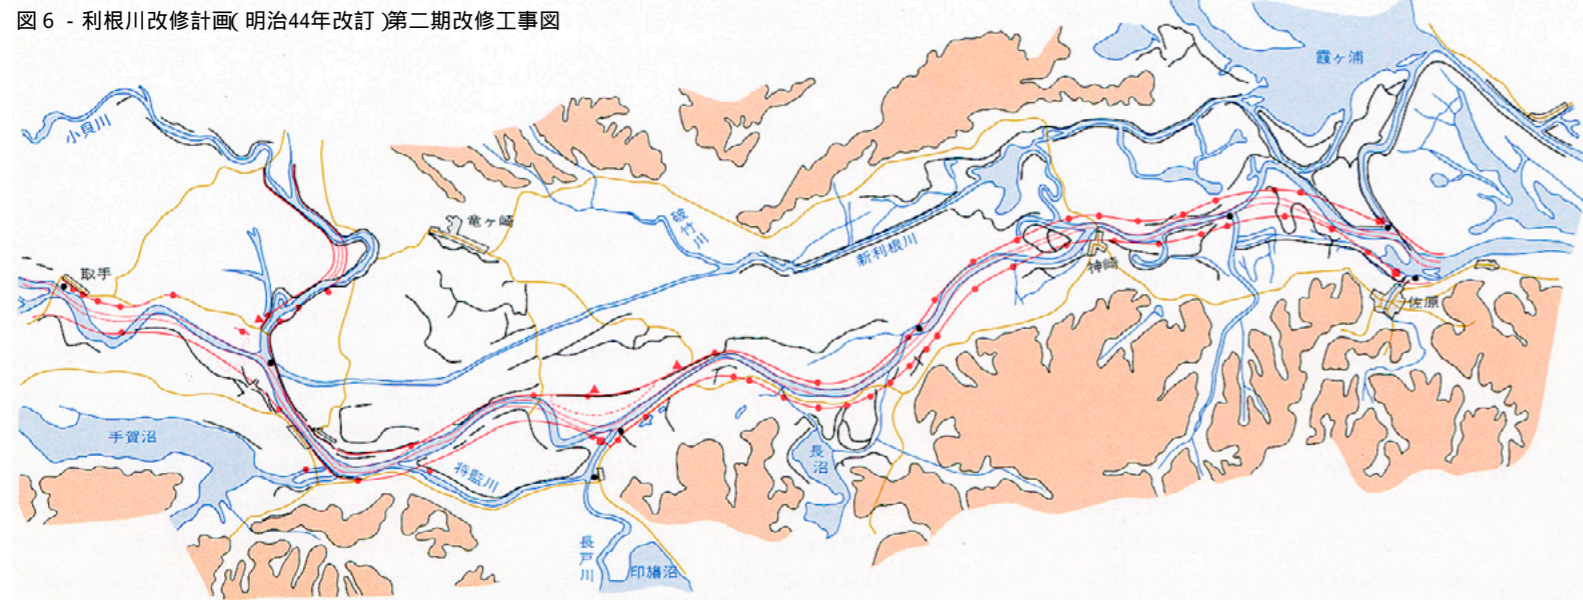 図6 - 利根川改修計画(明治44年改訂)第二期改修工事図
霞ヶ浦
小貝川
竜ヶ崎
破竹川
新利根川
取手
神崎
佐原
手賀沼
将監川
長沼
長戸川
印旛沼